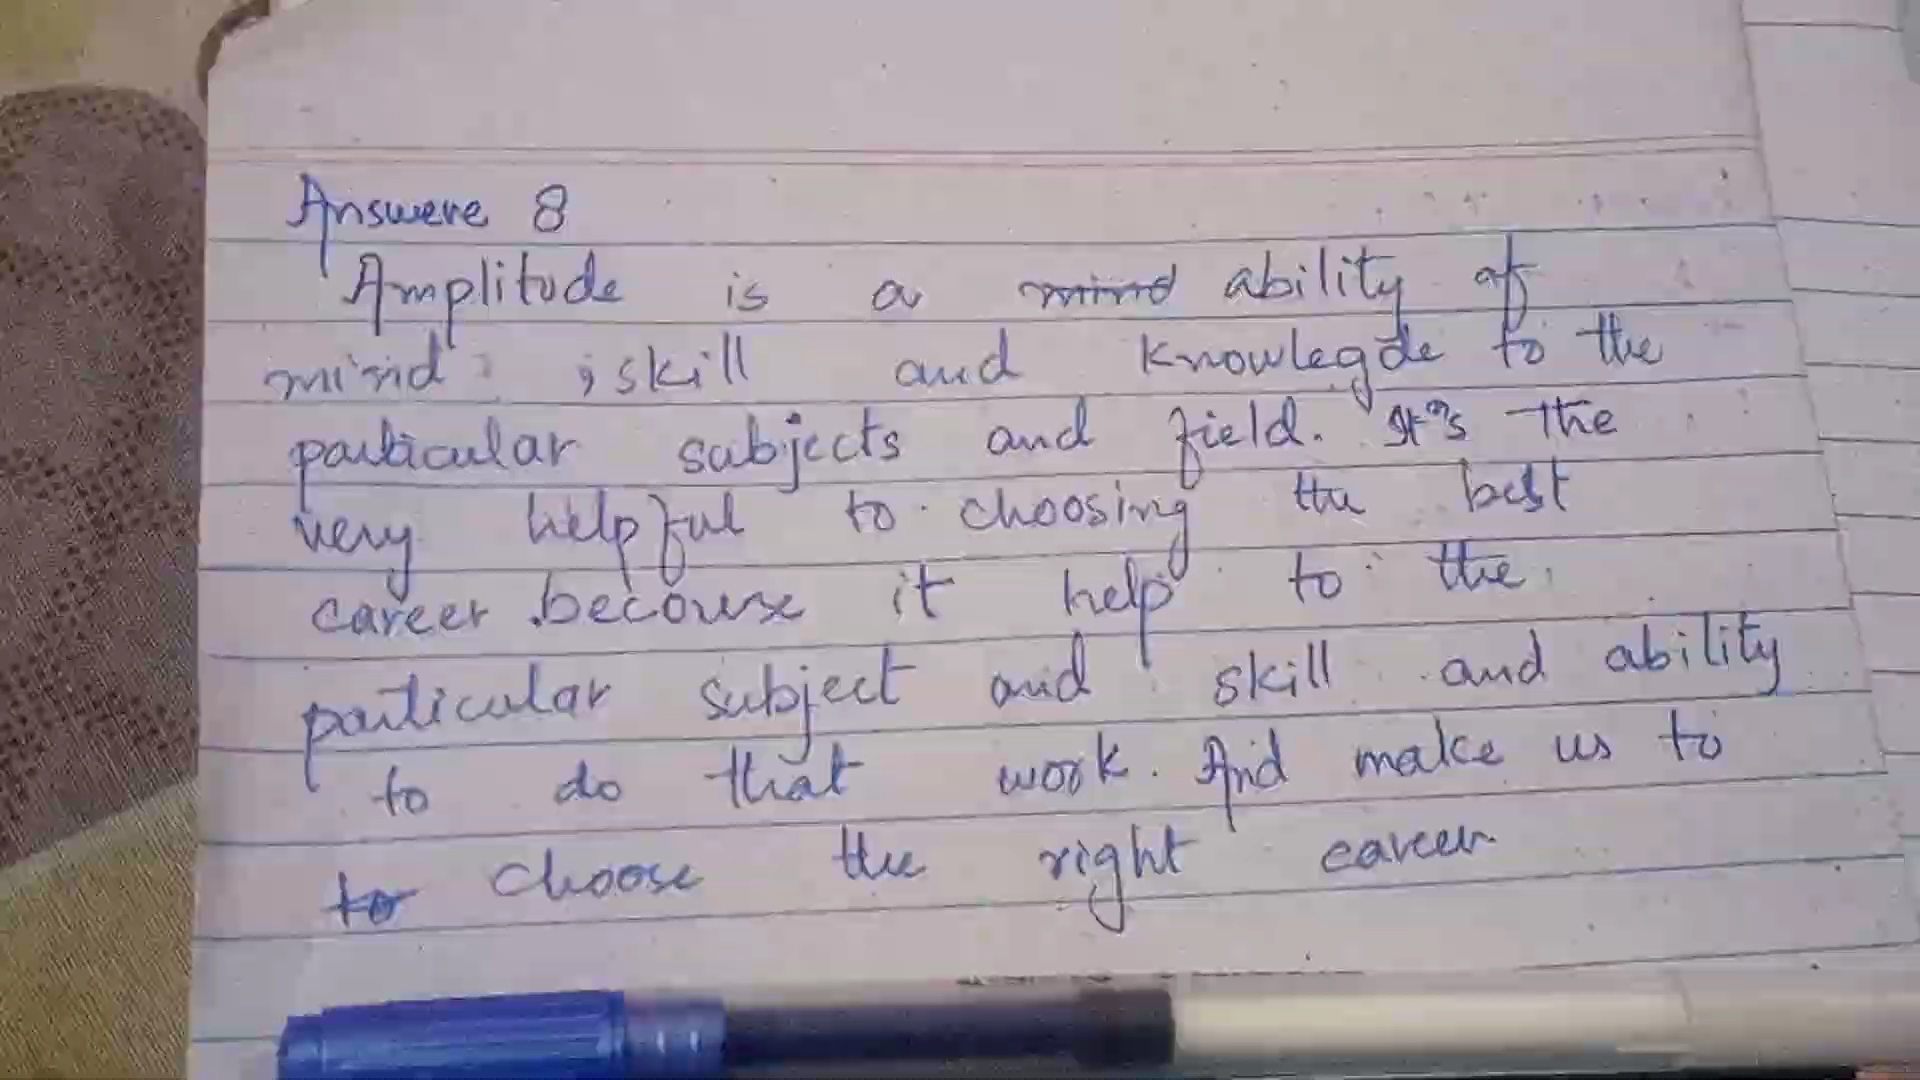 Answere 8
Amplitude is a mind ability of
mind , skill and knowlegde to the
particular subjects and field. It's the
very helpful to choosing the best
career becouse it help to the
particular subject and skill and ability
to do that work. And make us to
to choose the right career